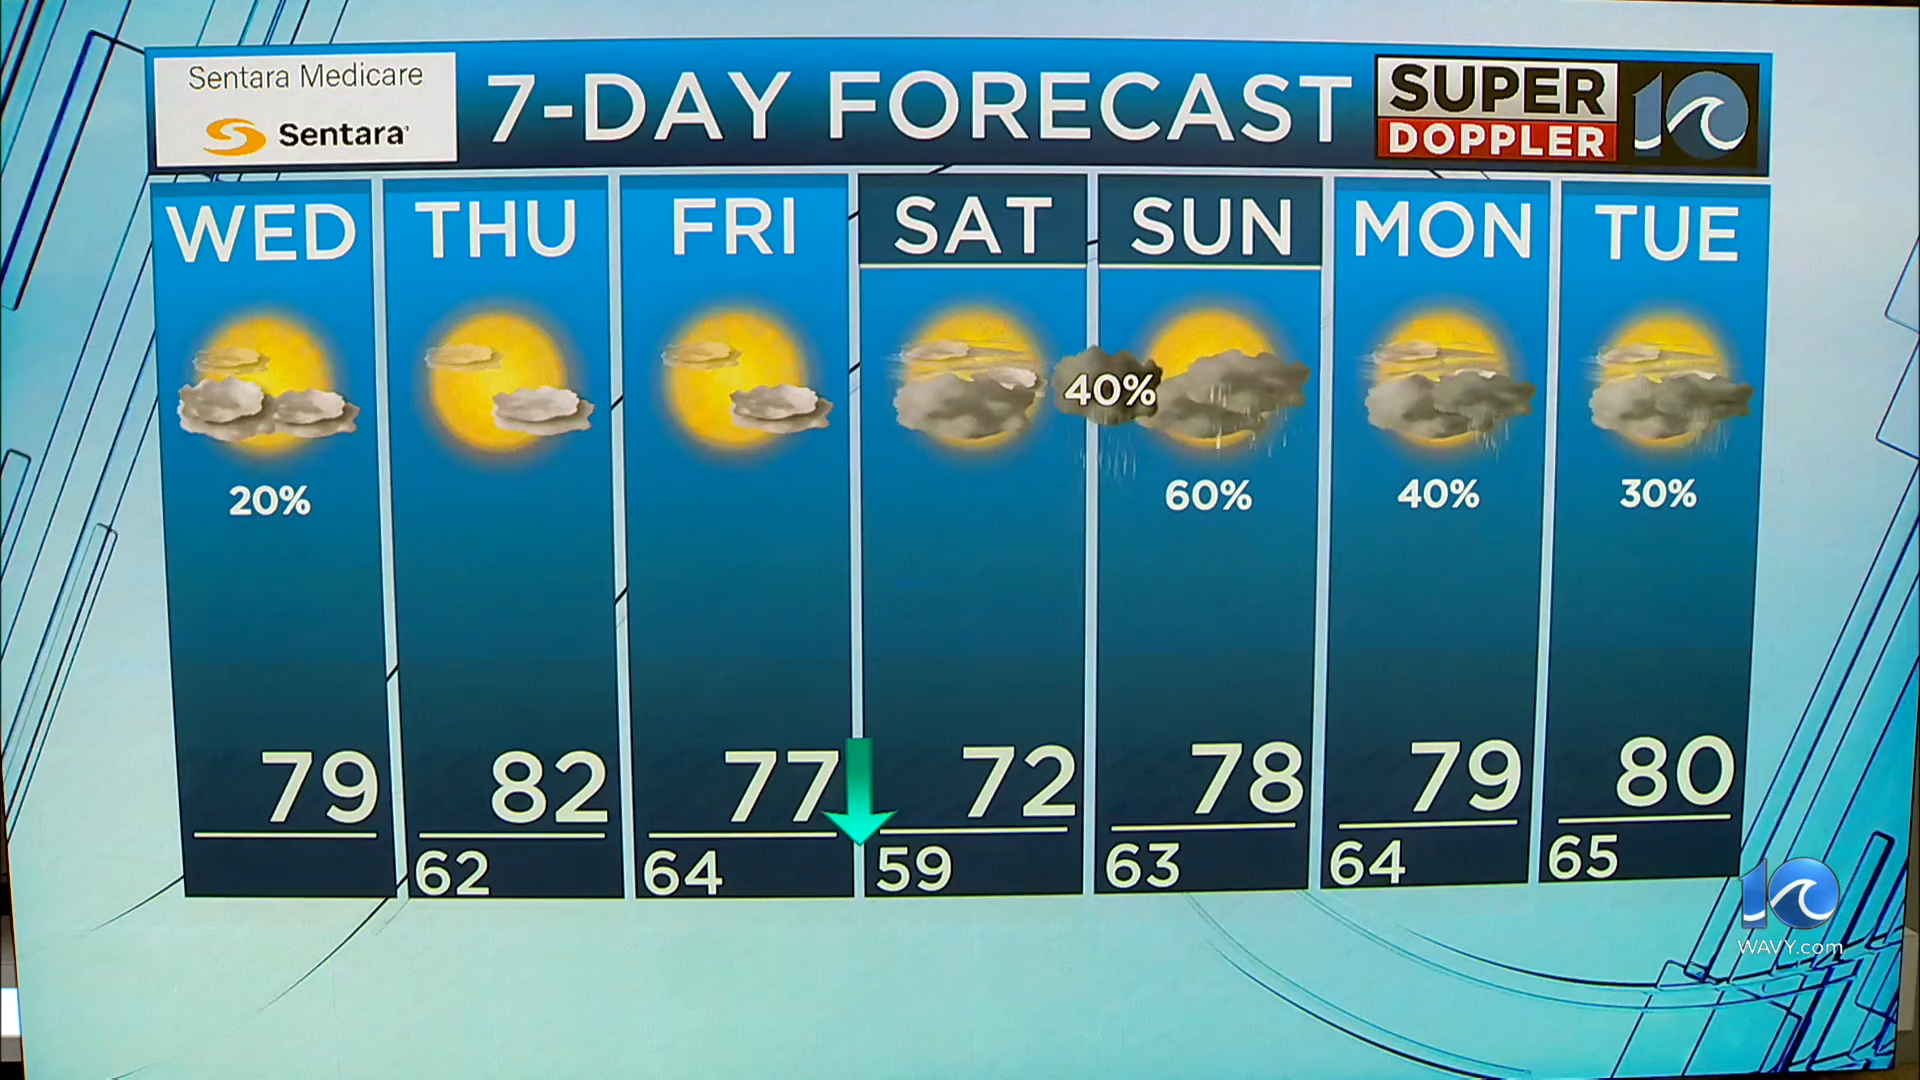 Sentara Medicare
Sentara
7-DAY FORECAST
SUPER
DOPPLER
10
WED THU FRI SAT SUN MON TUE
40%
20% 60% 40% 30%
79 82 77 72 78 79 80
62 64 59 63 64 65
10
WAVY.com